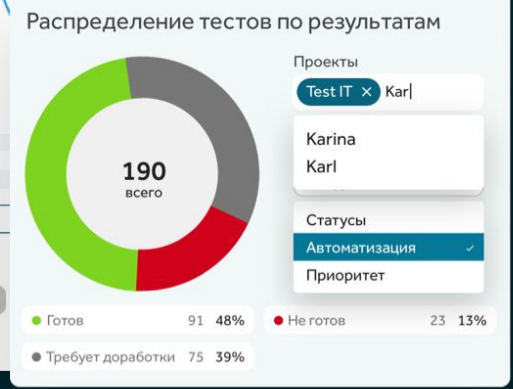 Распределение тестов по результатам
Проекты
Test IT × Kar
Karina
Karl
190
всего
Статусы
Автоматизация
Приоритет
Готов 91 48%
Не готов 23 13%
Требует доработки 75 39%